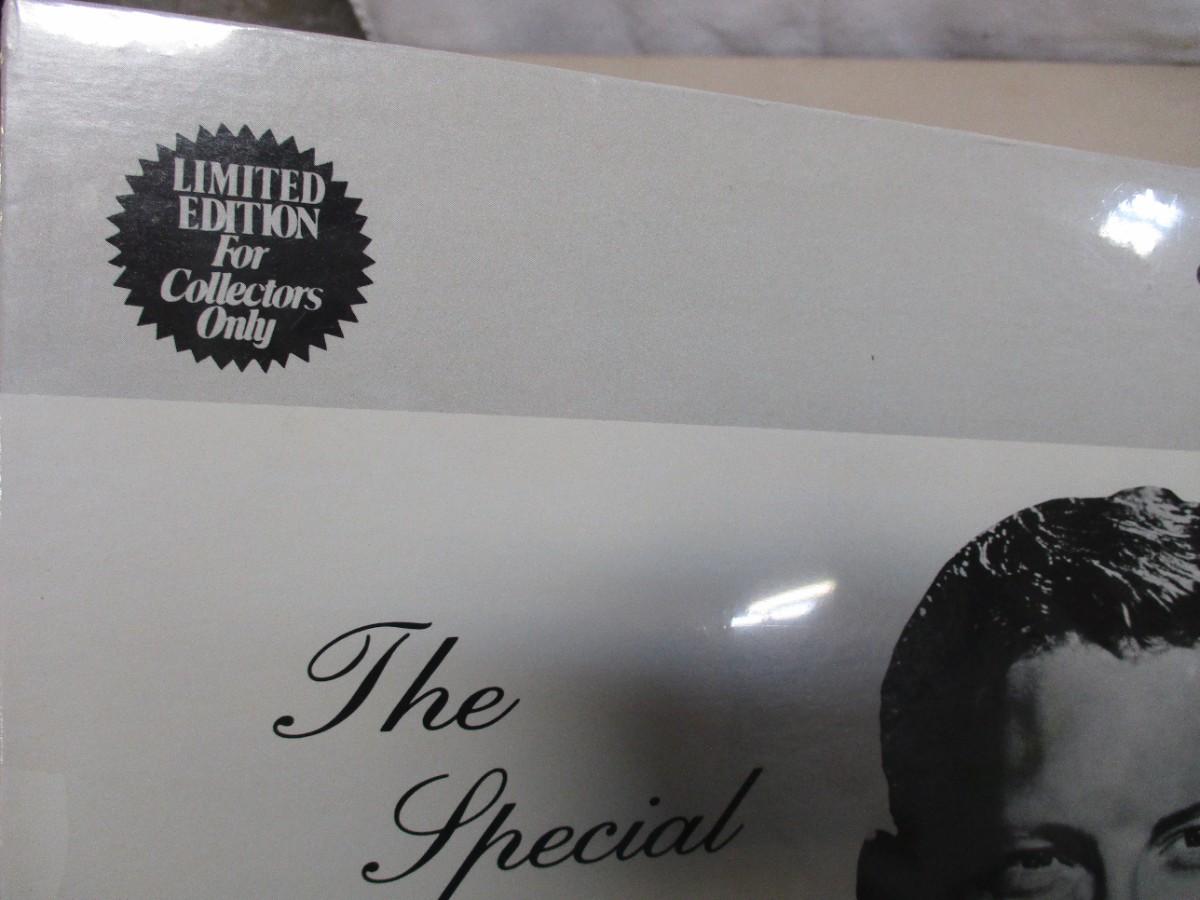 LIMITED
EDITION
For
Collectors
Only
The
Special